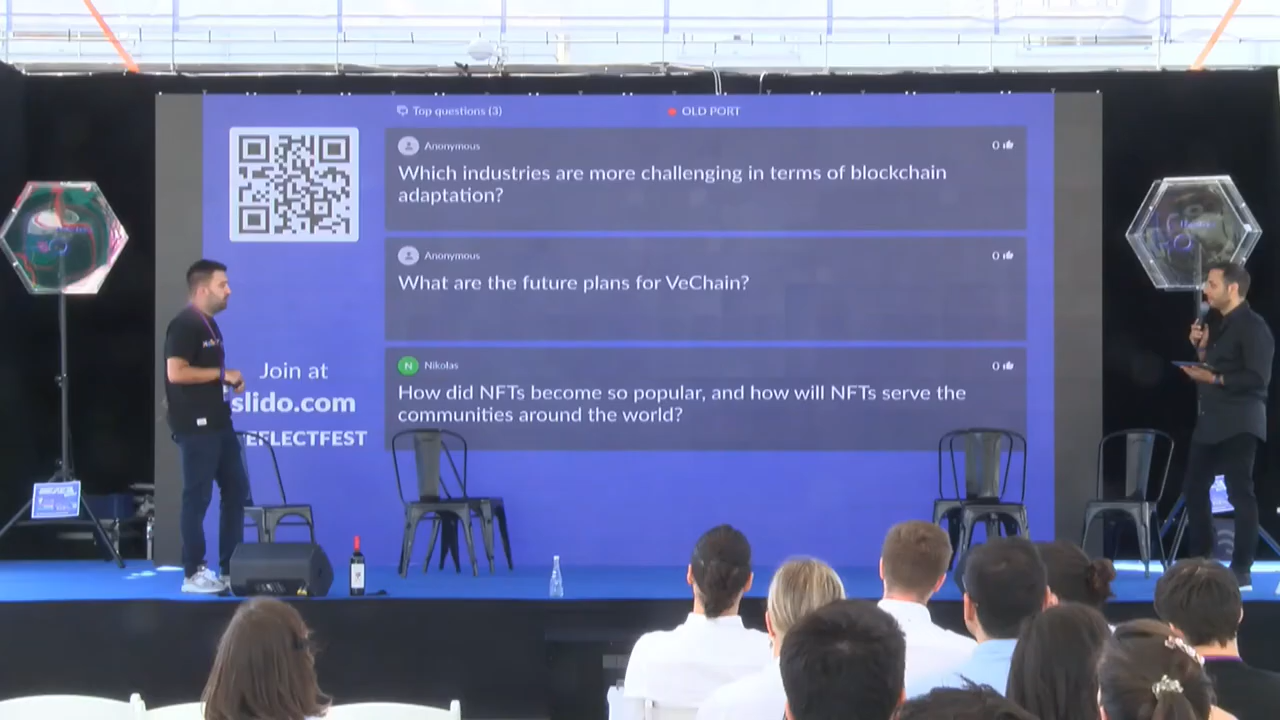 Top questions (3)
OLD PORT
Anonymous
0
Which industries are more challenging in terms of blockchain
adaptation?
Anonymous
0
What are the future plans for VeChain?
N
Nikolas
0
How did NFTs become so popular, and how will NFTs serve the
communities around the world?
Join at
slido.com
EFLECTFEST